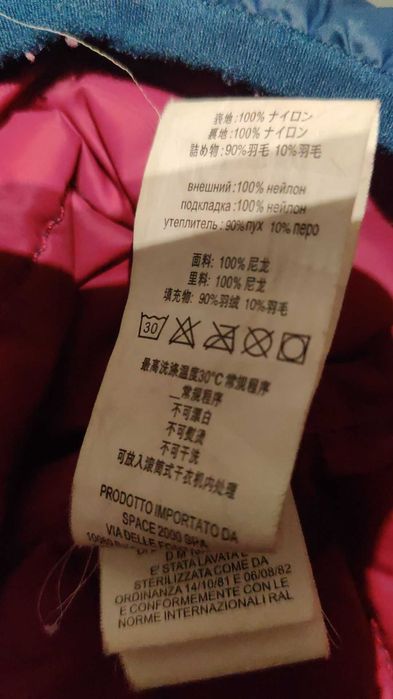 表地:100% ナイロン
裏地:100% ナイロン
詰め物:90%羽毛 10%羽毛
внешний:100% нейлон
подкладка:100% нейлон
утеплитель:90%пух 10% перо
面料: 100% 尼龙
里料: 100% 尼龙
填充物: 90%羽绒 10%羽毛
30
最高洗涤温度30℃ 常规程序
__常规程序
不可漂白
不可熨烫
不可干洗
可放入滚筒式干衣机内处理
PRODOTTO IMPORTATO DA
SPACE 2000 SPA
VIA DELLE
E' STATA LAVATA E
STERILIZZATA COME DA
ORDINANZA 14/10/81 E 06/08/82
E CONFORMEMENTE CON LE
NORME INTERNAZIONALI RAL